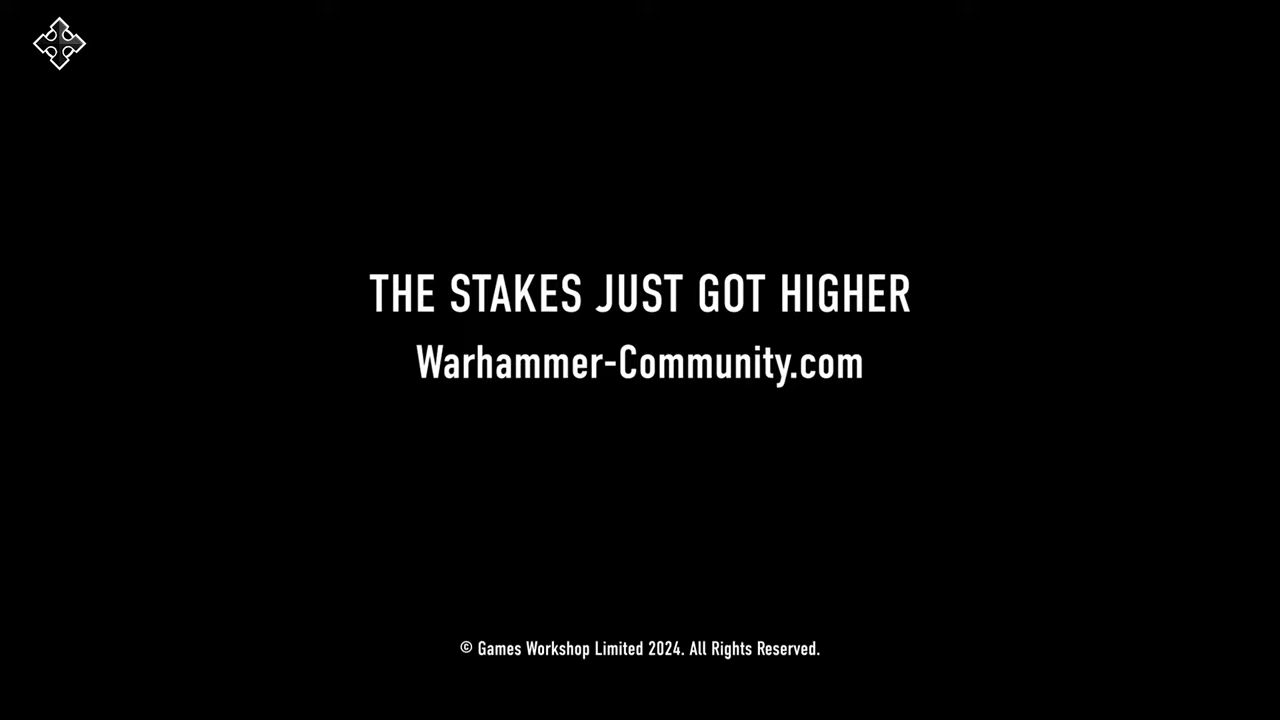 THE STAKES JUST GOT HIGHER
Warhammer-Community.com
© Games Workshop Limited 2024. All Rights Reserved.